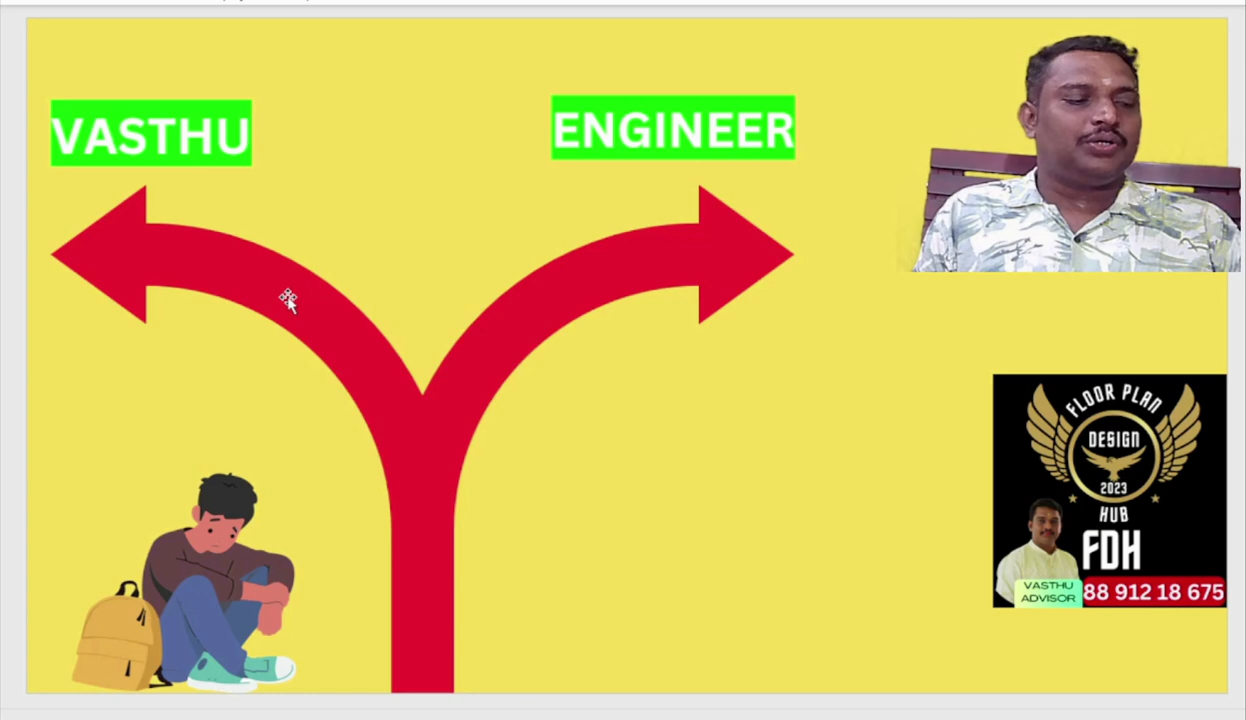 VASTHU
ENGINEER
FLOOR PLAN
DESIGN
2023
HUB
FDH
VASTHU
ADVISOR
88 912 18 675